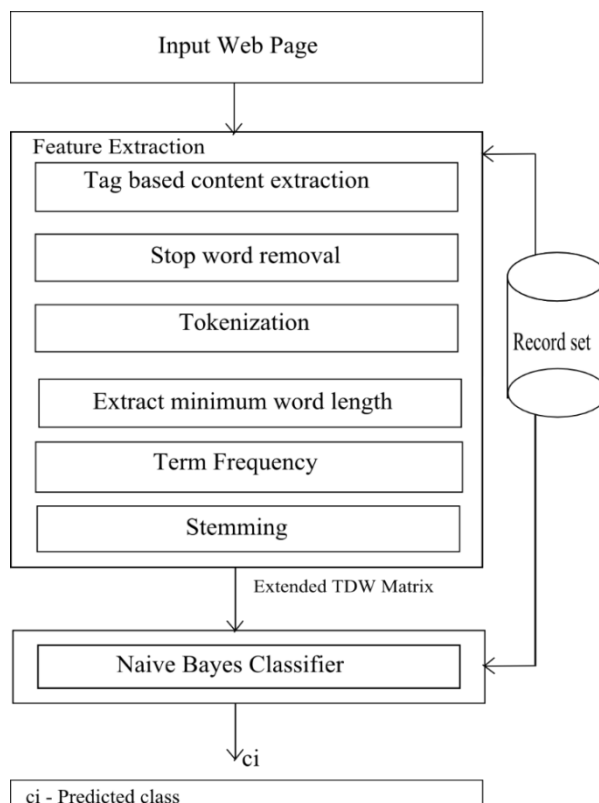 Input Web Page
Feature Extraction
Tag based content extraction
Stop word removal
Tokenization
Record set
Extract minimum word length
Term Frequency
Stemming
Extended TDW Matrix
Naive Bayes Classifier
ci
ci - Predicted class